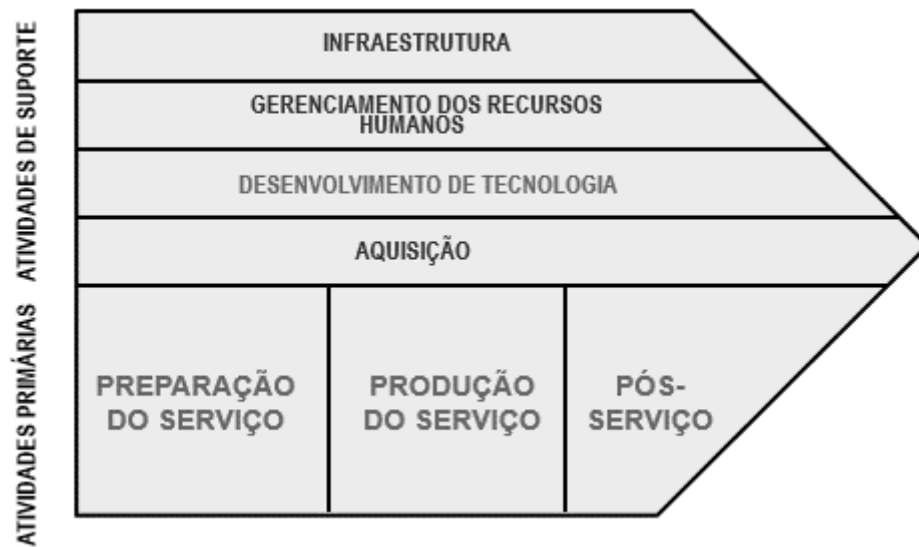 ATIVIDADES DE SUPORTE
INFRAESTRUTURA
GERENCIAMENTO DOS RECURSOS
HUMANOS
DESENVOLVIMENTO DE TECNOLOGIA
AQUISIÇÃO
ATIVIDADES PRIMÁRIAS
PREPARAÇÃO
DO SERVIÇO
PRODUÇÃO
DO SERVIÇO
PÓS-
SERVIÇO